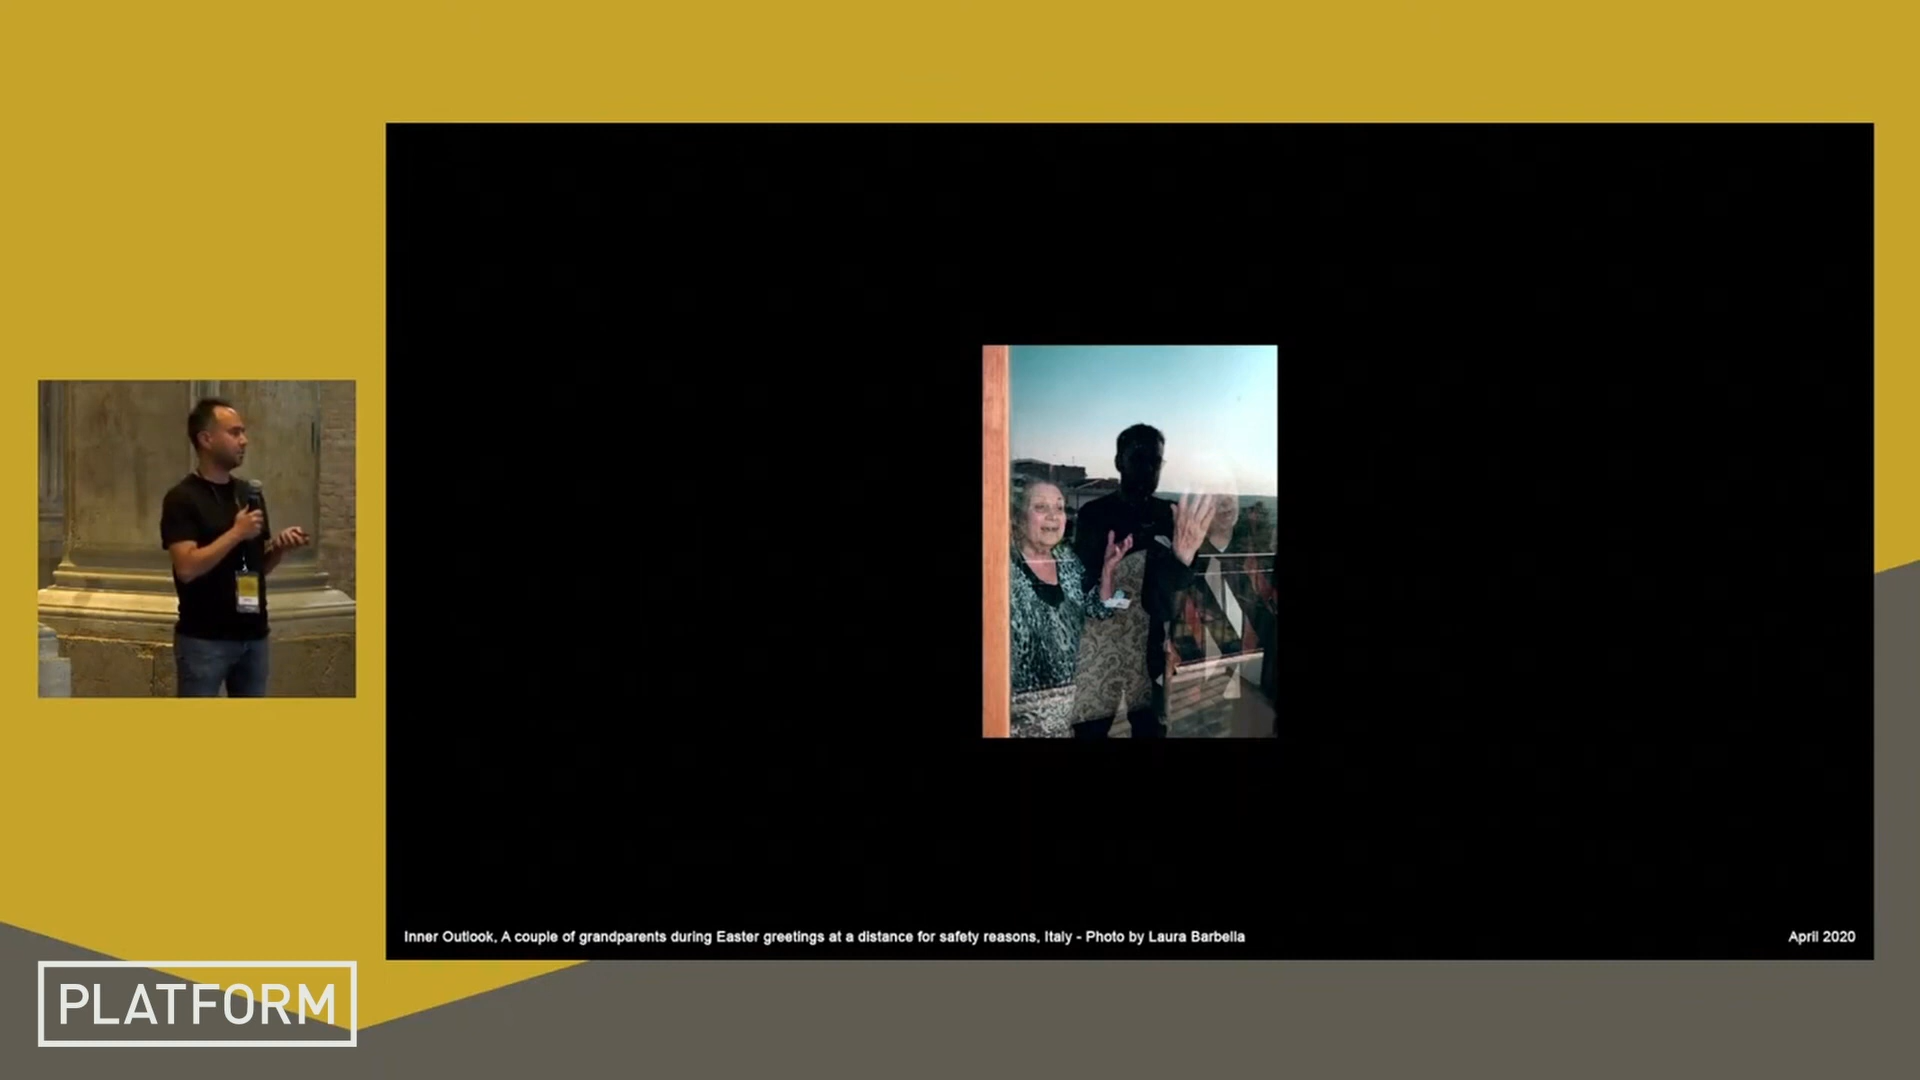 Inner Outlook, A couple of grandparents during Easter greetings at a distance for safety reasons, Italy - Photo by Laura Barbella
April 2020
PLATFORM